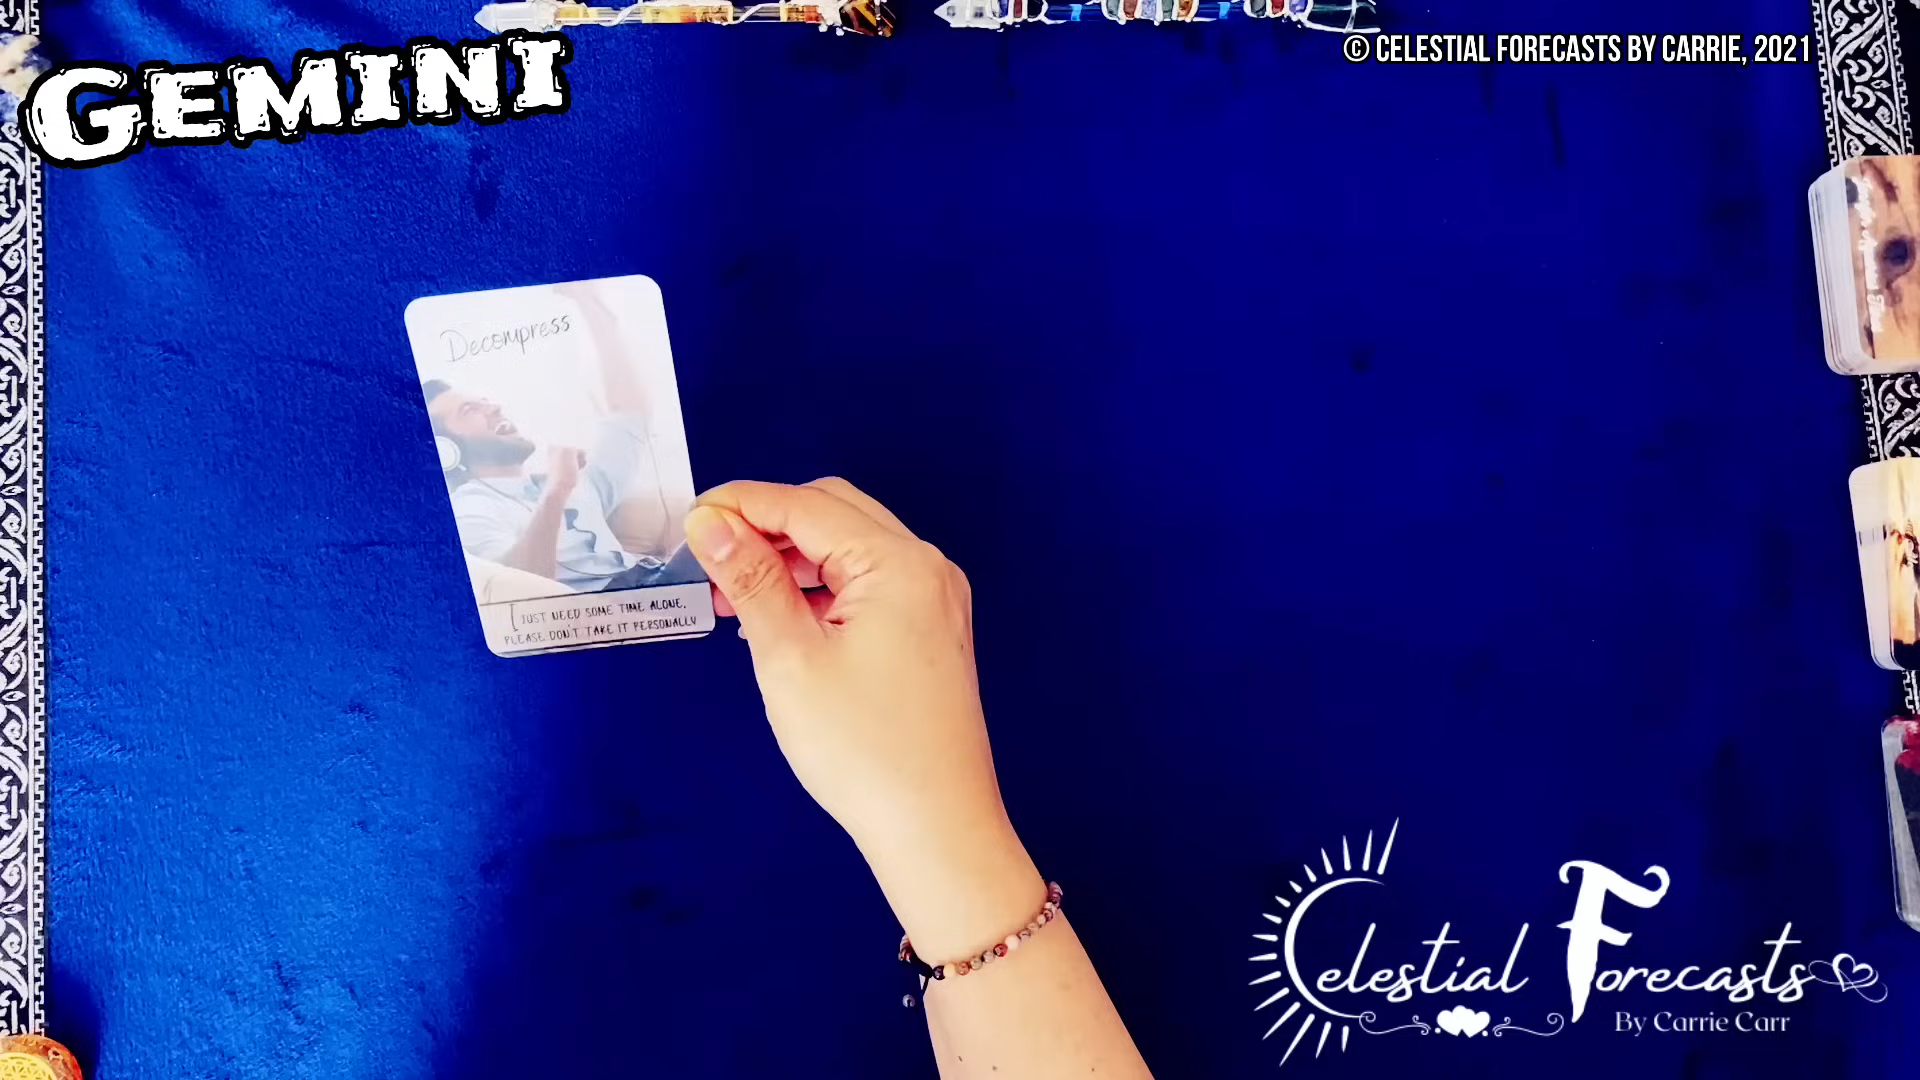 GEMINI
© CELESTIAL FORECASTS BY CARRIE, 2021
Decompress
I JUST NEED SOME TIME ALONE,
PLEASE DON'T TAKE IT PERSONALLY
Celestial Forecasts
By Carrie Carr